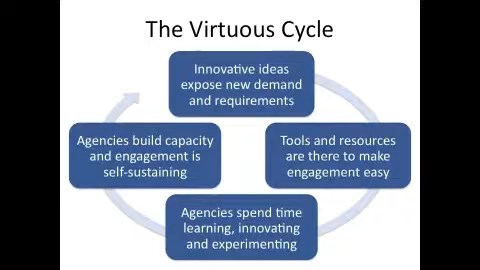 The Virtuous Cycle
Innovative ideas
expose new demand
and requirements
Tools and resources
are there to make
engagement easy
Agencies spend time
learning, innovating
and experimenting
Agencies build capacity
and engagement is
self-sustaining